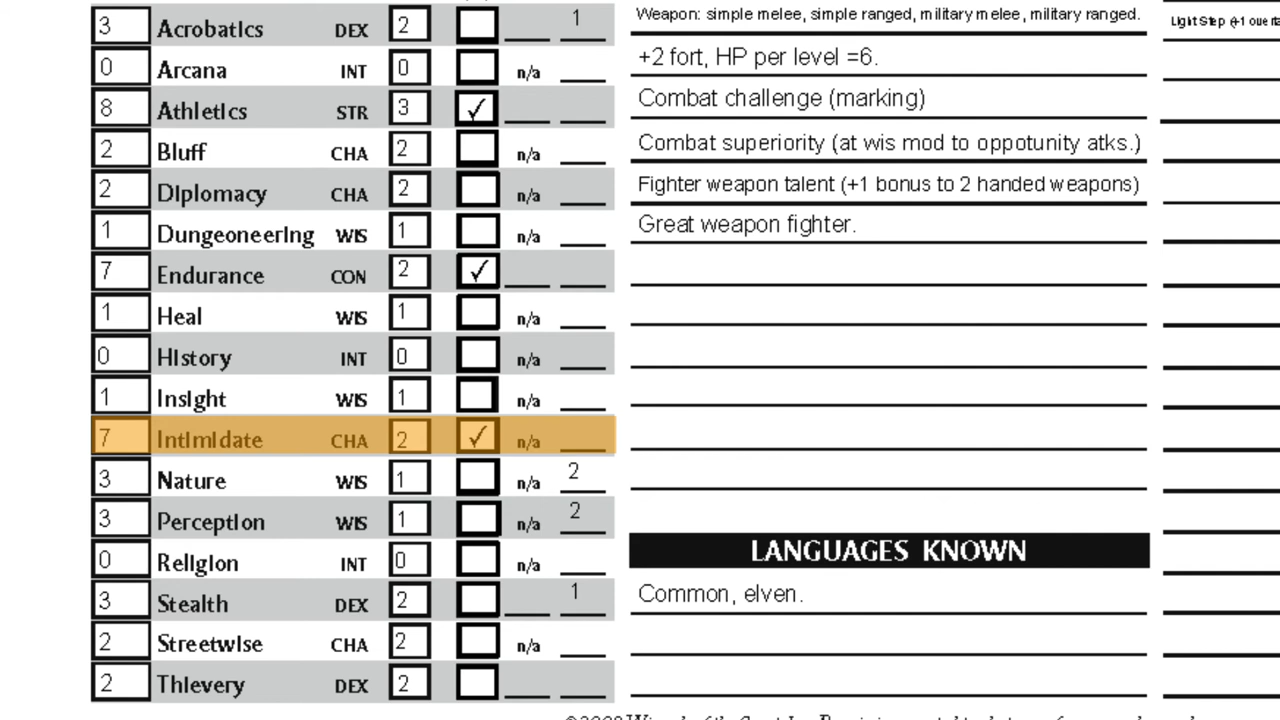 3 Acrobatics DEX 2 1
0 Arcana INT 0 n/a
8 Athletics STR 3 ✓
2 Bluff CHA 2 n/a
2 Diplomacy CHA 2 n/a
1 Dungeoneering WIS 1 n/a
7 Endurance CON 2 ✓
1 Heal WIS 1 n/a
0 History INT 0 n/a
1 Insight WIS 1 n/a
7 Intimidate CHA 2 ✓ n/a
3 Nature WIS 1 n/a 2
3 Perception WIS 1 n/a 2
0 Religion INT 0 n/a
3 Stealth DEX 2 1
2 Streetwise CHA 2 n/a
2 Thievery DEX 2
Weapon: simple melee, simple ranged, military melee, military ranged.
+2 fort, HP per level =6.
Combat challenge (marking)
Combat superiority (at wis mod to oppotunity atks.)
Fighter weapon talent (+1 bonus to 2 handed weapons)
Great weapon fighter.
LANGUAGES KNOWN
Common, elven.
Light Step (+1